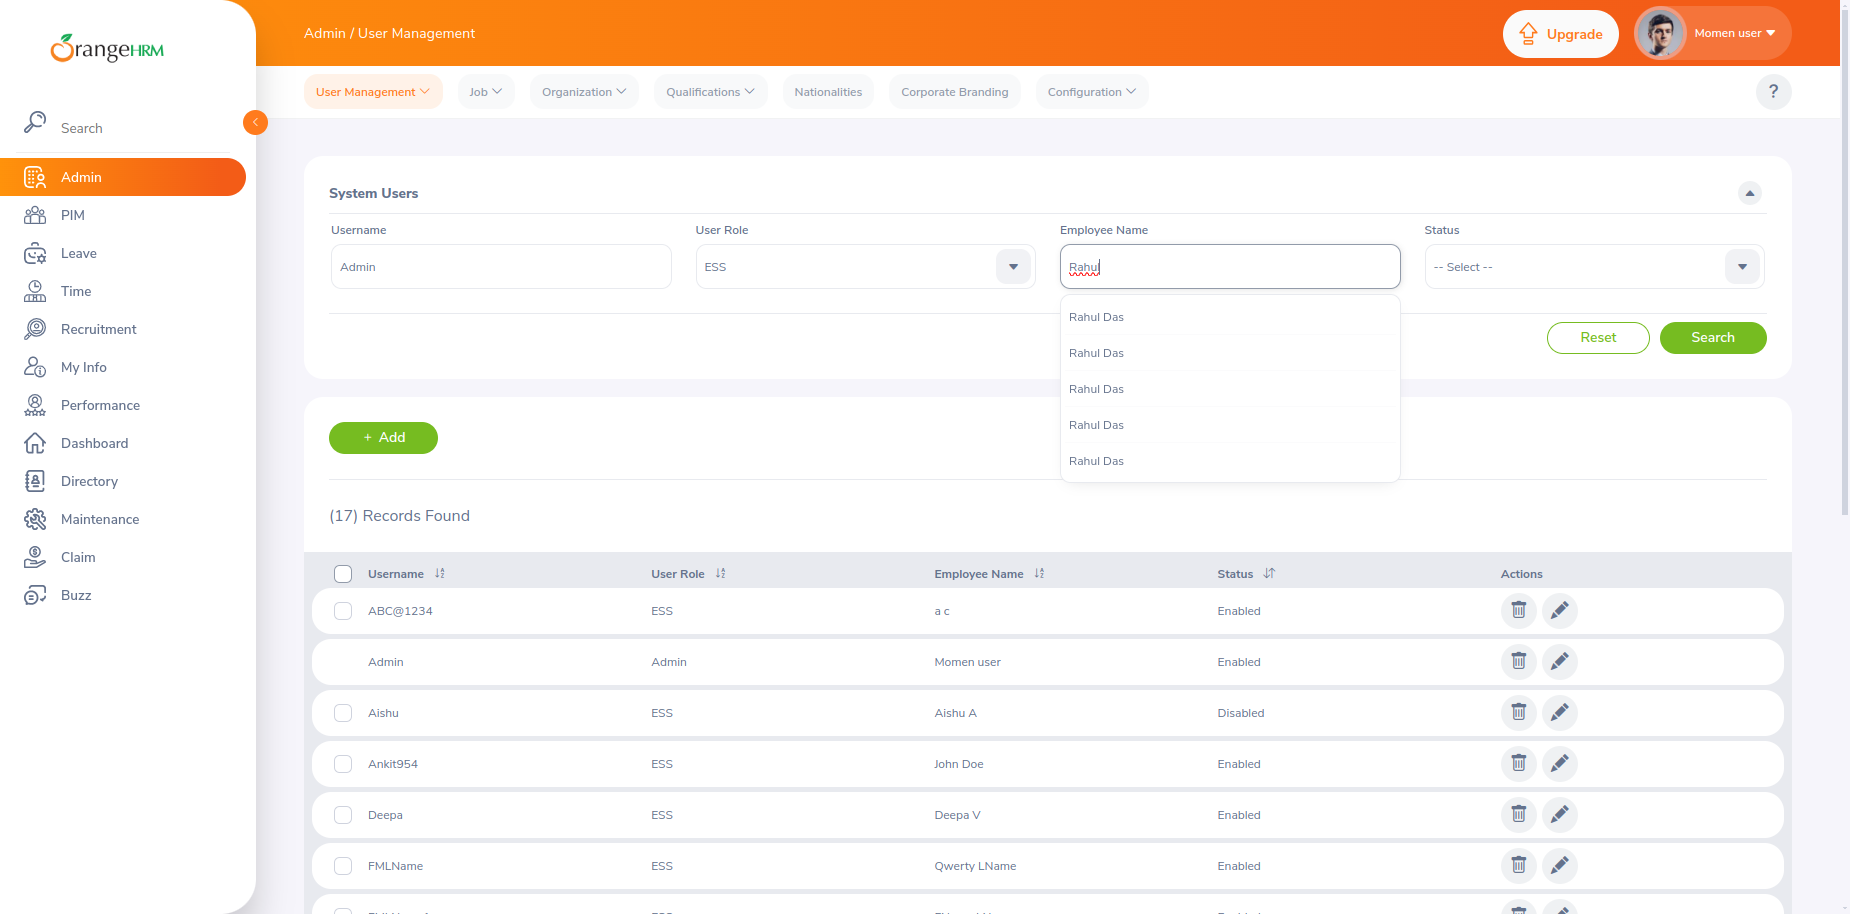 OrangeHRM
Admin / User Management
Upgrade
Momen user
User Management
Job
Organization
Qualifications
Nationalities
Corporate Branding
Configuration
?
Search
Admin
PIM
Leave
Time
Recruitment
My Info
Performance
Dashboard
Directory
Maintenance
Claim
Buzz
System Users
Username
User Role
Employee Name
Status
Admin
ESS
Rahul
-- Select --
Rahul Das
Rahul Das
Rahul Das
Rahul Das
Rahul Das
Reset
Search
+ Add
(17) Records Found
Username User Role Employee Name Status Actions
ABC@1234 ESS a c Enabled
Admin Admin Momen user Enabled
Aishu ESS Aishu A Disabled
Ankit954 ESS John Doe Enabled
Deepa ESS Deepa V Enabled
FMLName ESS Qwerty LName Enabled